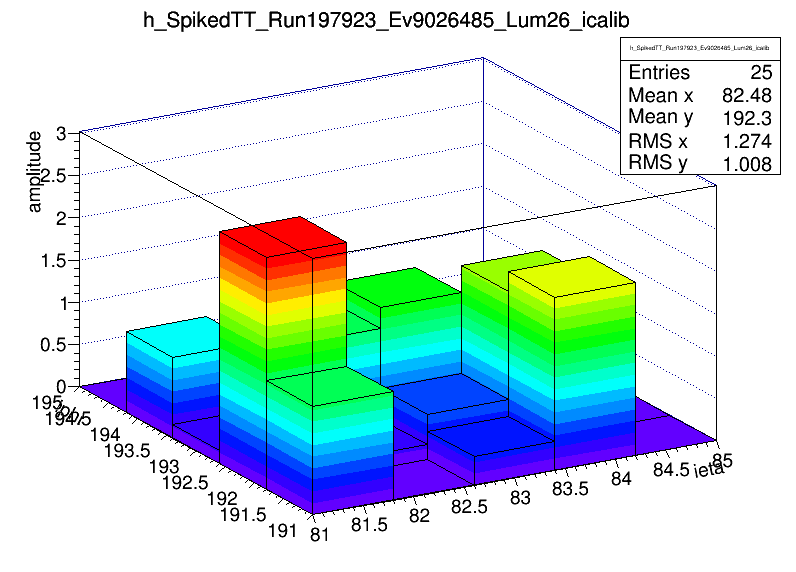 h_SpikedTT_Run197923_Ev9026485_Lum26_icalib
h_SpikedTT_Run197923_Ev9026485_Lum26_icalib
Entries 25
Mean x 82.48
Mean y 192.3
RMS x 1.274
RMS y 1.008
amplitude
3
2.5
2
1.5
1
0.5
0
195
194.5
194
193.5
193
192.5
192
191.5
191
81
81.5
82
82.5
83
83.5
84
84.5
85
ieta